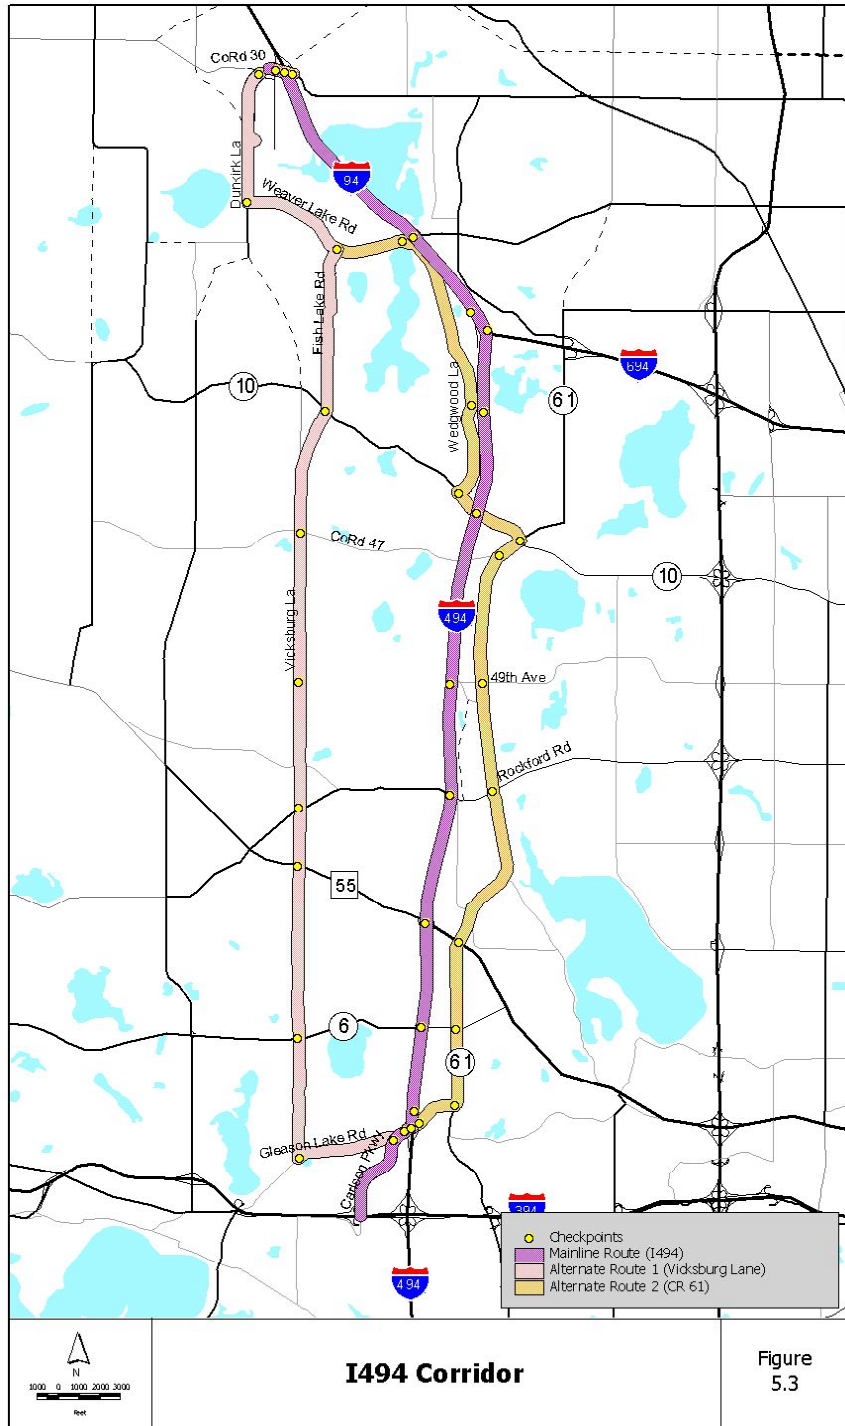 CoRd 30
94
Dunkirk La
Weaver Lake Rd
Fish Lake Rd
694
10
61
Wedgwood La
CoRd 47
10
494
Vicksburg La
49th Ave
Rockford Rd
55
6
61
Gleason Lake Rd
Carlson Pkwy
394
494
Checkpoints
Mainline Route (I494)
Alternate Route 1 (Vicksburg Lane)
Alternate Route 2 (CR 61)
N
1000 0 1000 2000 3000
Feet
I494 Corridor
Figure
5.3